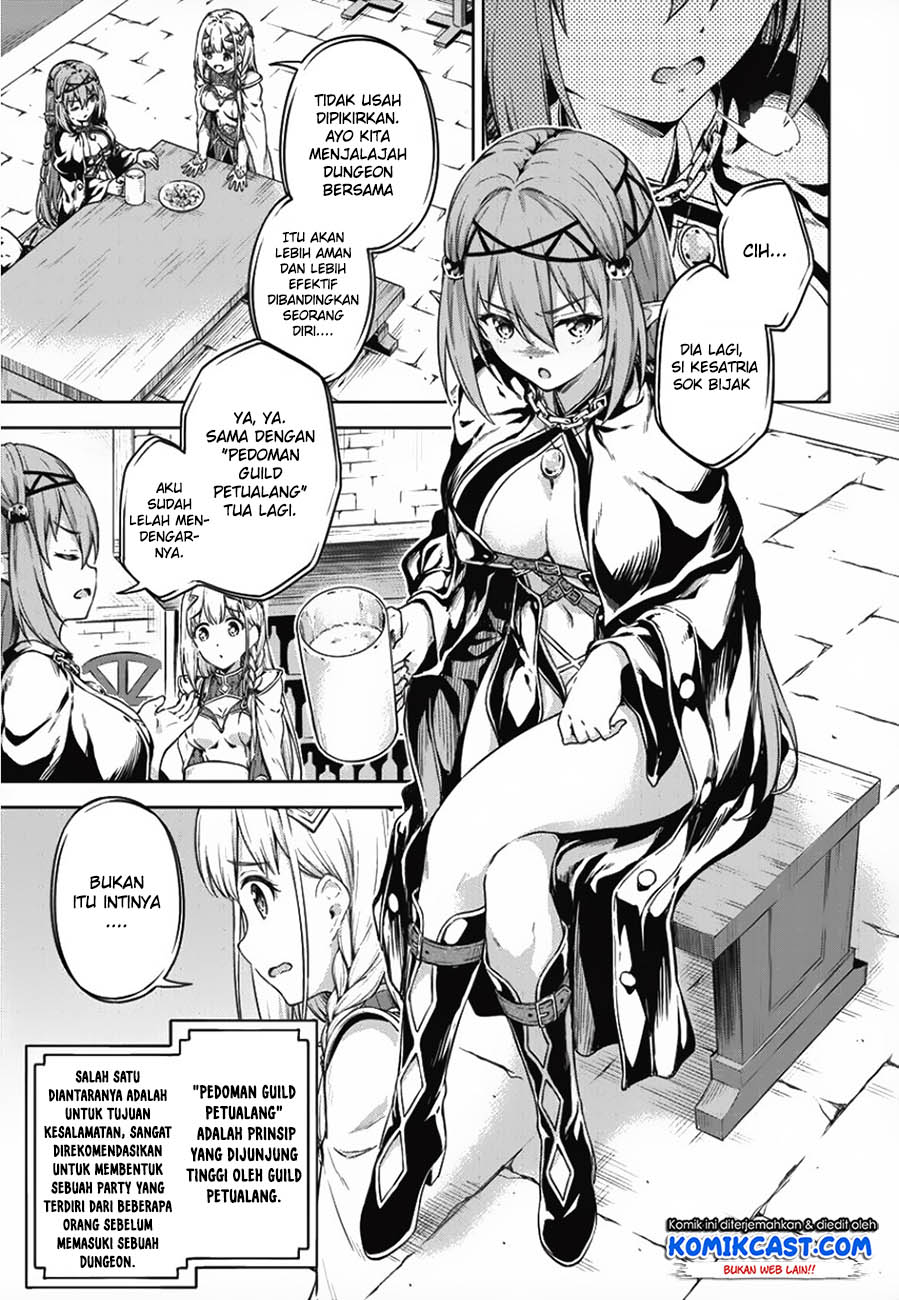 CIH...
DIA LAGI,
SI KESATRIA
SOK BIJAK
TIDAK USAH
DIPIKIRKAN.
AYO KITA
MENJALAJAH
DUNGEON
BERSAMA
ITU AKAN
LEBIH AMAN
DAN LEBIH
EFEKTIF
DIBANDINGKAN
SEORANG
DIRI....
YA, YA.
SAMA DENGAN
"PEDOMAN
GUILD
PETUALANG"
TUA LAGI.
AKU
SUDAH
LELAH MEN-
DENGAR-
NYA.
BUKAN
ITU INTINYA
....
"PEDOMAN GUILD
PETUALANG"
ADALAH PRINSIP
YANG DIJUNJUNG
TINGGI OLEH GUILD
PETUALANG.
SALAH SATU
DIANTARANYA ADALAH
UNTUK TUJUAN
KESALAMATAN, SANGAT
DIREKOMENDASIKAN
UNTUK MEMBENTUK
SEBUAH PARTY YANG
TERDIRI DARI BEBERAPA
ORANG SEBELUM
MEMASUKI SEBUAH
DUNGEON.
Komik ini diterjemahkan & diedit oleh
KOMIKCAST.COM
BUKAN WEB LAIN!!